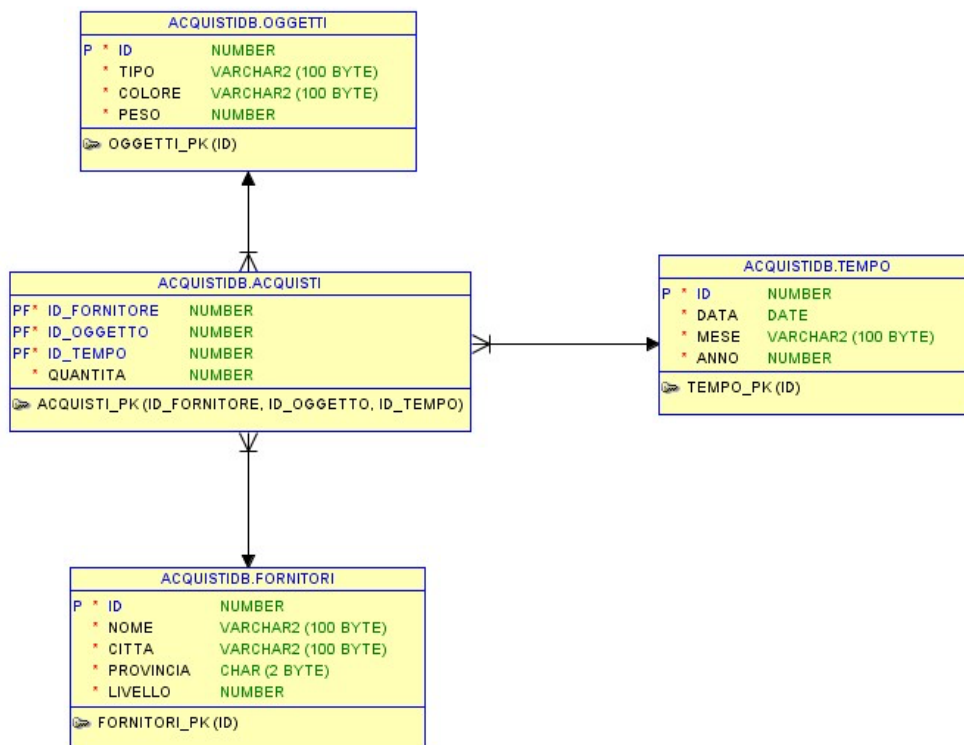 ACQUISTIDB.OGGETTI
P * ID NUMBER
* TIPO VARCHAR2 (100 BYTE)
* COLORE VARCHAR2 (100 BYTE)
* PESO NUMBER
OGGETTI_PK (ID)
ACQUISTIDB.ACQUISTI
PF* ID_FORNITORE NUMBER
PF* ID_OGGETTO NUMBER
PF* ID_TEMPO NUMBER
* QUANTITA NUMBER
ACQUISTI_PK (ID_FORNITORE, ID_OGGETTO, ID_TEMPO)
ACQUISTIDB.TEMPO
P * ID NUMBER
* DATA DATE
* MESE VARCHAR2 (100 BYTE)
* ANNO NUMBER
TEMPO_PK (ID)
ACQUISTIDB.FORNITORI
P * ID NUMBER
* NOME VARCHAR2 (100 BYTE)
* CITTA VARCHAR2 (100 BYTE)
* PROVINCIA CHAR (2 BYTE)
* LIVELLO NUMBER
FORNITORI_PK (ID)